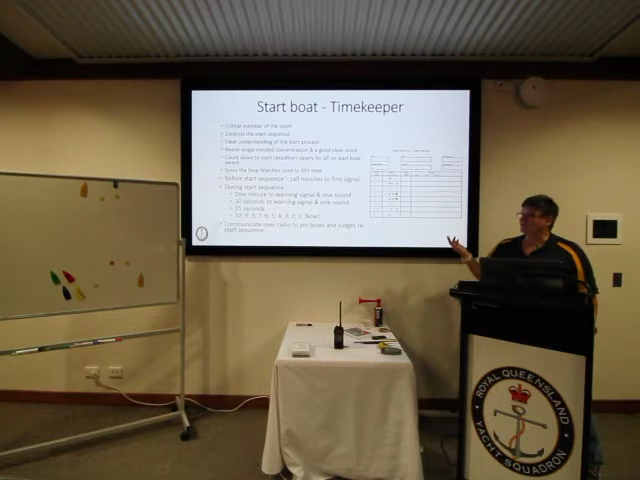 Start boat - Timekeeper
✓ Critical member of the team
✓ Controls the start sequence
✓ Clear understanding of the start process
✓ Needs single minded concentration & a good clear voice
✓ Count down to start (deadline) clearly for all on start boat
✓ Syncs the Stop Watches used to GPS time
✓ Before start sequence – call minutes to first signal
✓ During start sequence
• One minute to warning signal & one sound
• 30 seconds to warning signal & one sound
• 15 seconds
• 10; 9; 8; 7; 6; 5; 4; 3; 2; 1; Now!
✓ Communicate over radio to pin boats and judges re: start sequence
ROYAL QUEENSLAND
YACHT SQUADRON